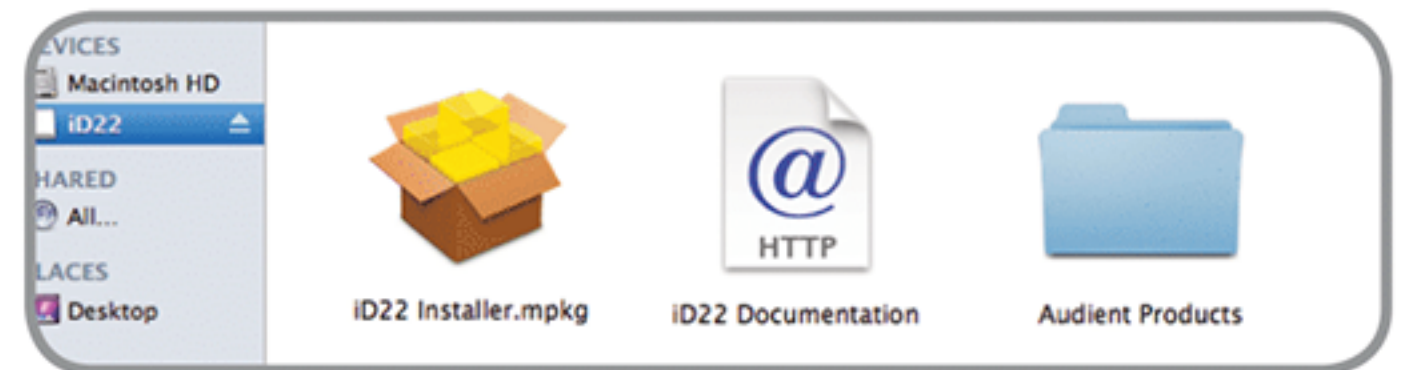 EVICES
Macintosh HD
iD22
HARED
All...
LACES
Desktop
@
HTTP
iD22 Installer.mpkg
iD22 Documentation
Audient Products